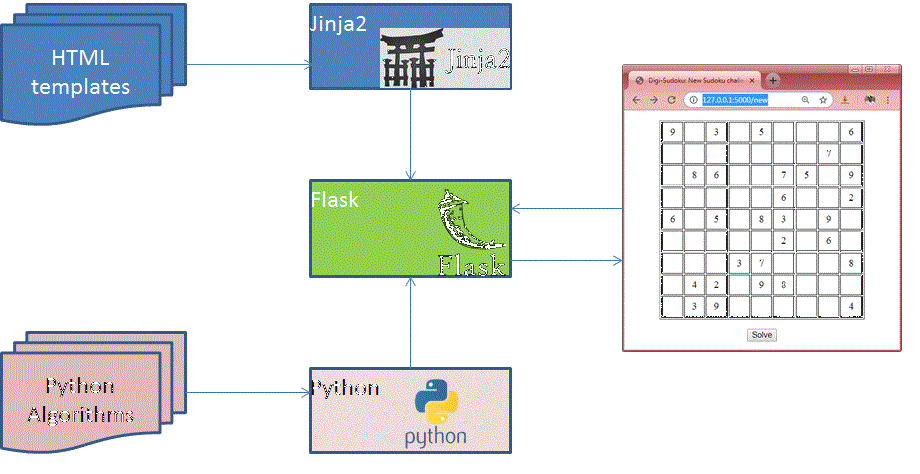 HTML
templates
Jinja2
Jinja2
Flask
Flask
Python
Algorithms
Python
python
Digi-Sudoku: New Sudoku chall
127.0.0.1:5000/new
9 3 5 6
7
8 6 7 5 9
6 2
6 5 8 3 9
2 6
3 7 8
4 2 9 8
3 9 4
Solve